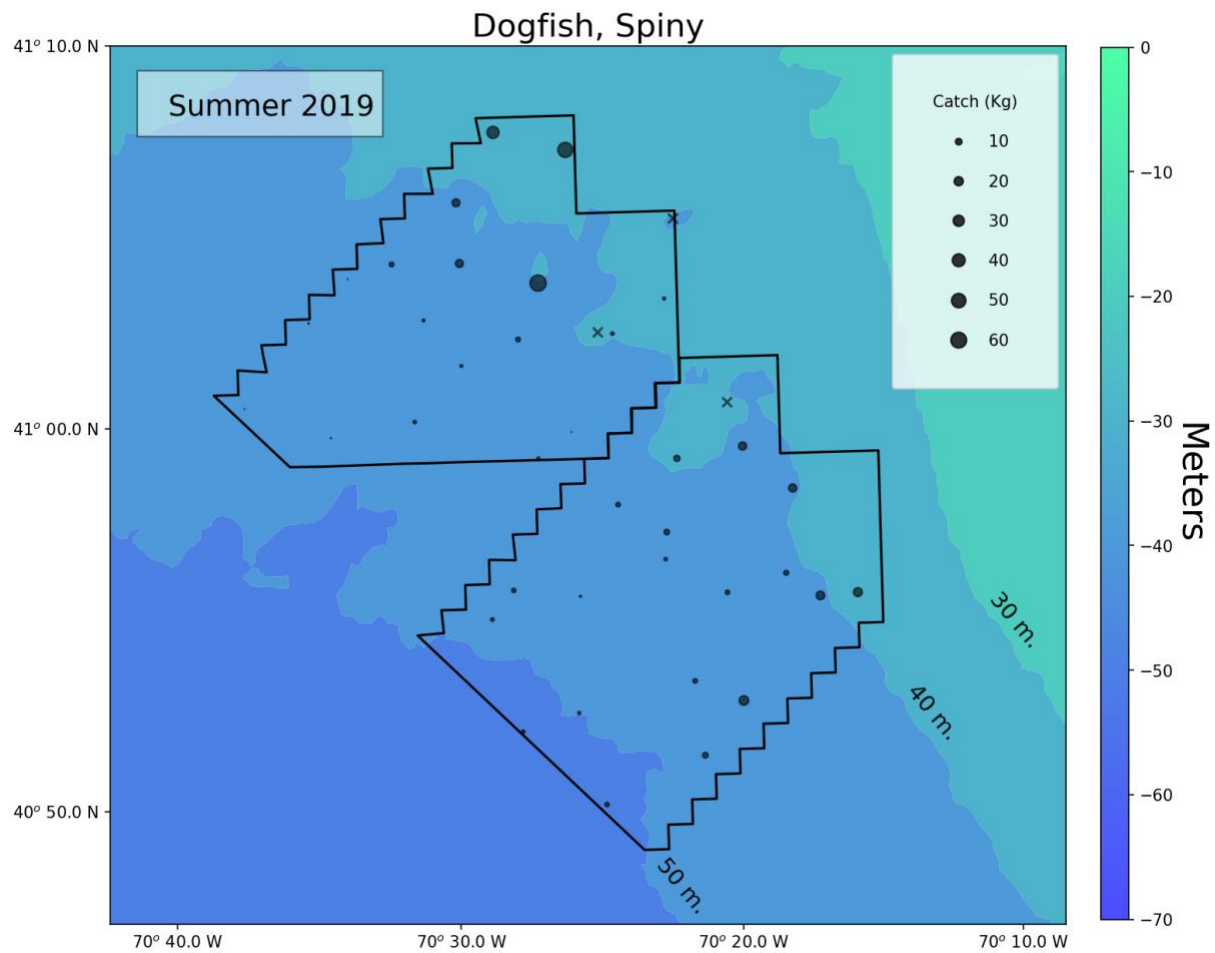 Dogfish, Spiny
41° 10.0 N
Summer 2019
Catch (Kg)
10
20
30
40
50
60
0
−10
−20
−30
−40
−50
−60
−70
Meters
41° 00.0 N
40° 50.0 N
30 m.
40 m.
50 m.
70° 40.0 W
70° 30.0 W
70° 20.0 W
70° 10.0 W